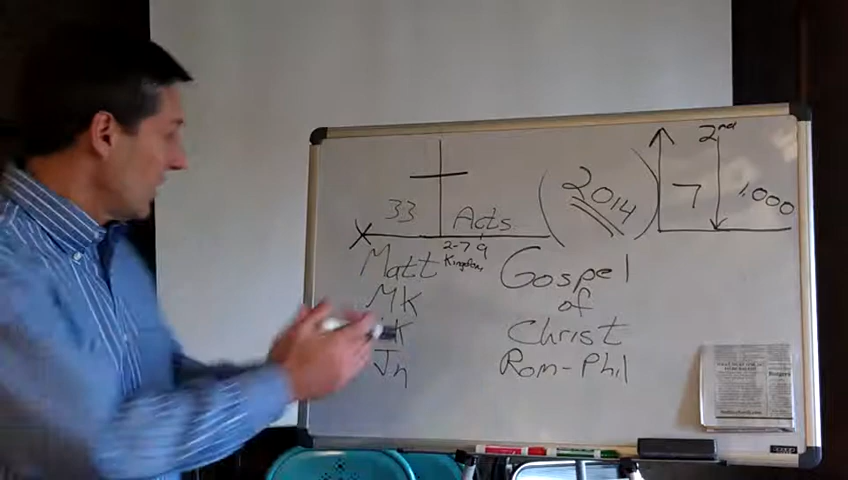 2nd
33
Acts
(2014)
7
1,000
2-7 9
Kingdom
Matt
MK
LK
Jn
Gospel
of
Christ
Rom-Phil